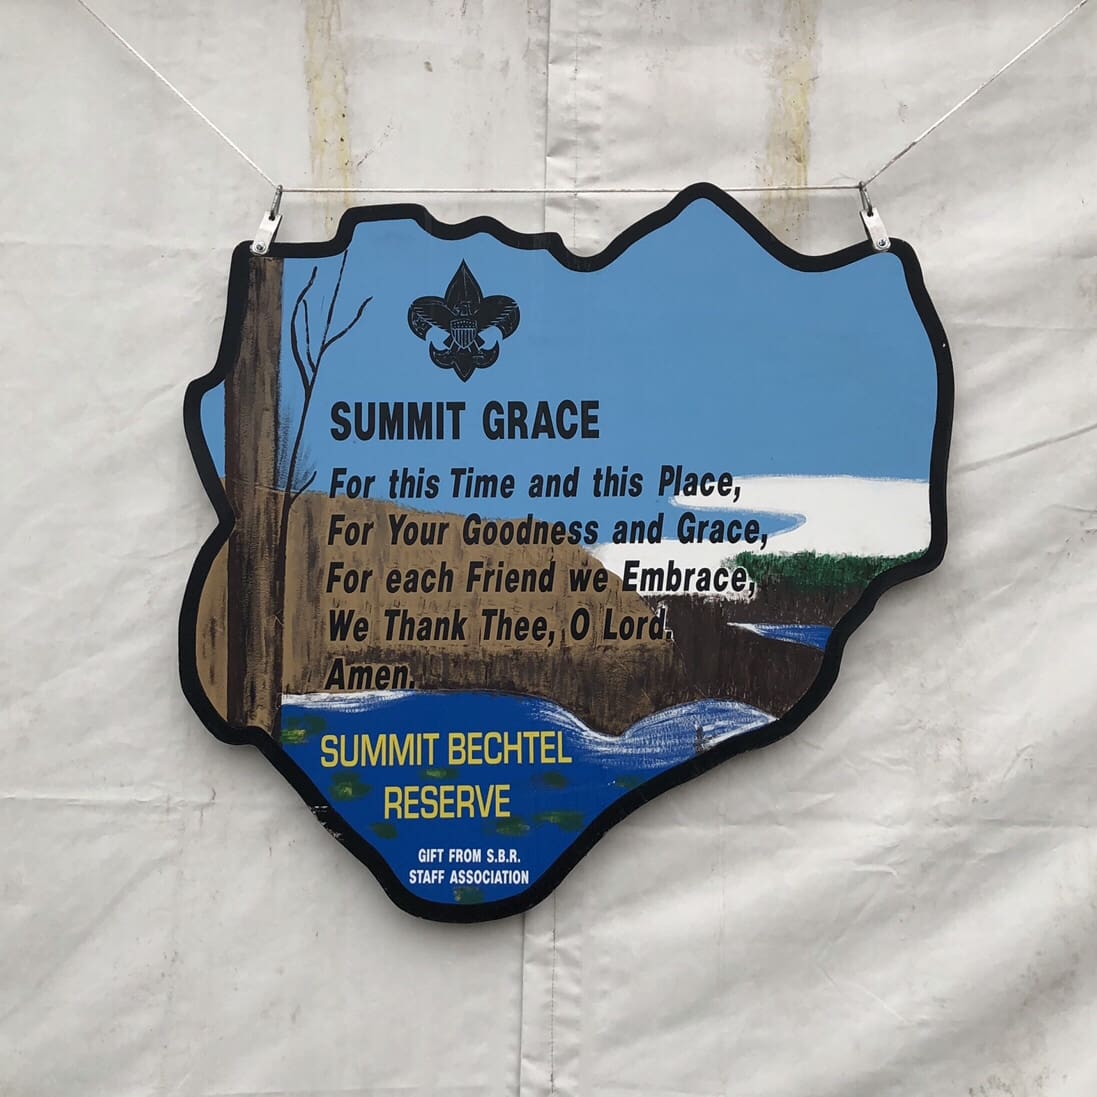 SUMMIT GRACE
For this Time and this Place,
For Your Goodness and Grace,
For each Friend we Embrace,
We Thank Thee, O Lord.
Amen.
SUMMIT BECHTEL
RESERVE
GIFT FROM S.B.R.
STAFF ASSOCIATION